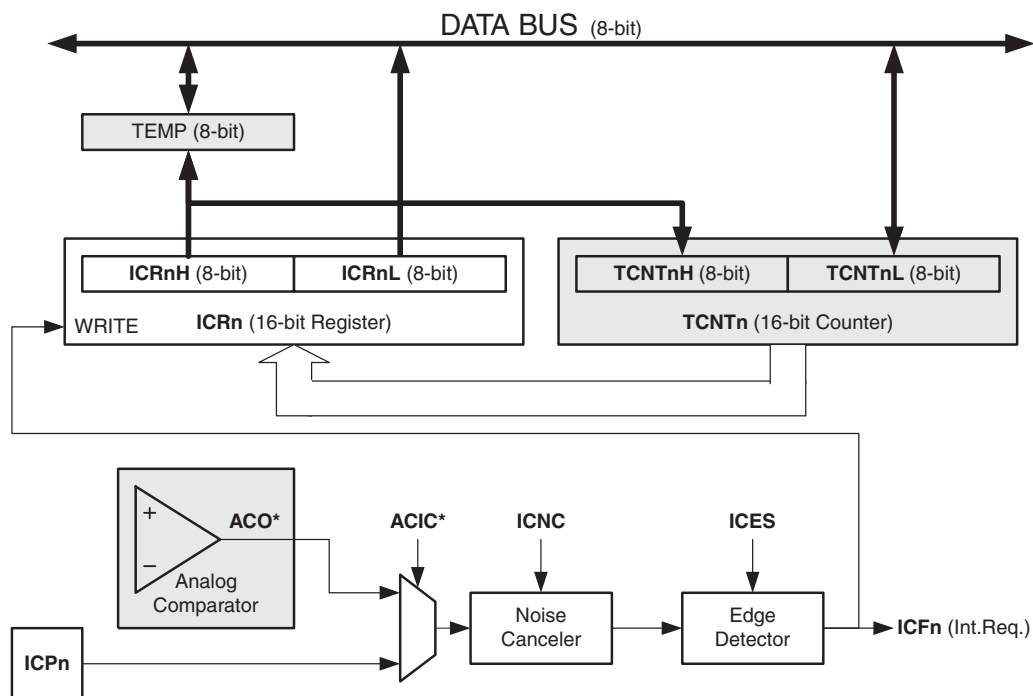 DATA BUS (8-bit)
TEMP (8-bit)
ICRnH (8-bit)
ICRnL (8-bit)
TCNTnH (8-bit)
TCNTnL (8-bit)
WRITE
ICRn (16-bit Register)
TCNTn (16-bit Counter)
+
−
ACO*
Analog
Comparator
ACIC*
ICNC
ICES
Noise
Canceler
Edge
Detector
ICFn (Int.Req.)
ICPn